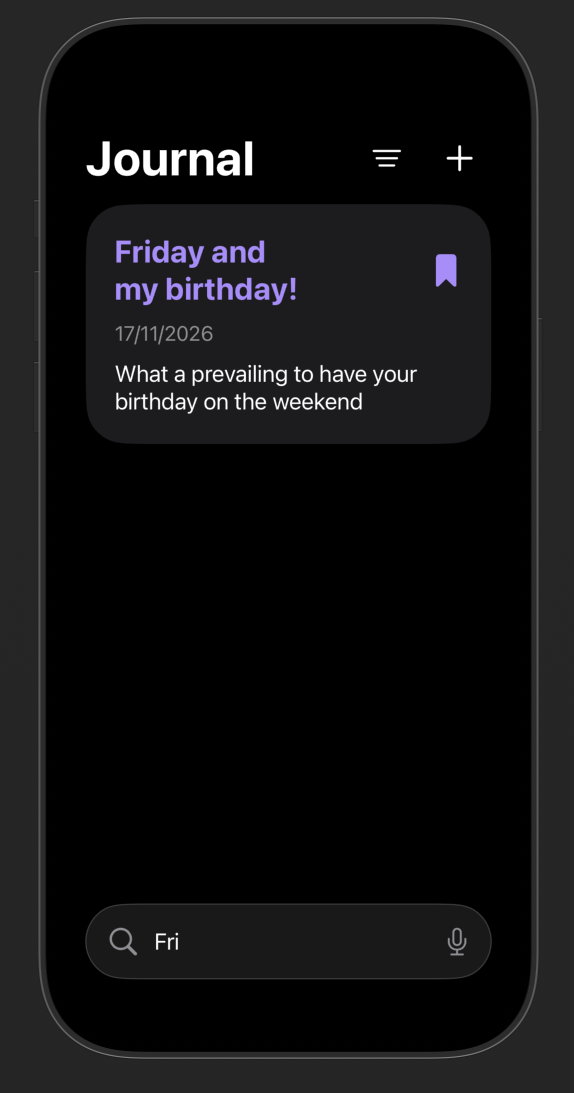 Journal
Friday and
my birthday!
17/11/2026
What a prevailing to have your
birthday on the weekend
Fri